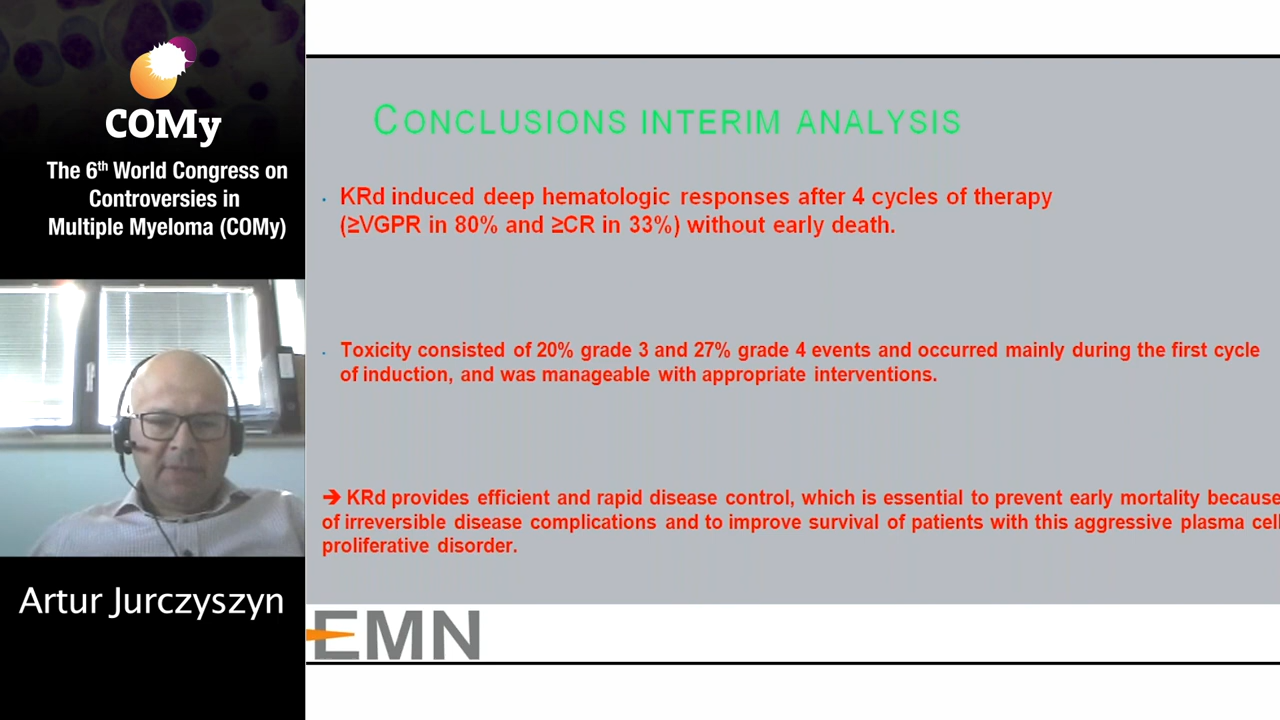 COMy
The 6th World Congress on
Controversies in
Multiple Myeloma (COMy)
Artur Jurczyszyn
CONCLUSIONS INTERIM ANALYSIS
· KRd induced deep hematologic responses after 4 cycles of therapy
(≥VGPR in 80% and ≥CR in 33%) without early death.
· Toxicity consisted of 20% grade 3 and 27% grade 4 events and occurred mainly during the first cycle
of induction, and was manageable with appropriate interventions.
➔ KRd provides efficient and rapid disease control, which is essential to prevent early mortality because
of irreversible disease complications and to improve survival of patients with this aggressive plasma cell
proliferative disorder.
EMN